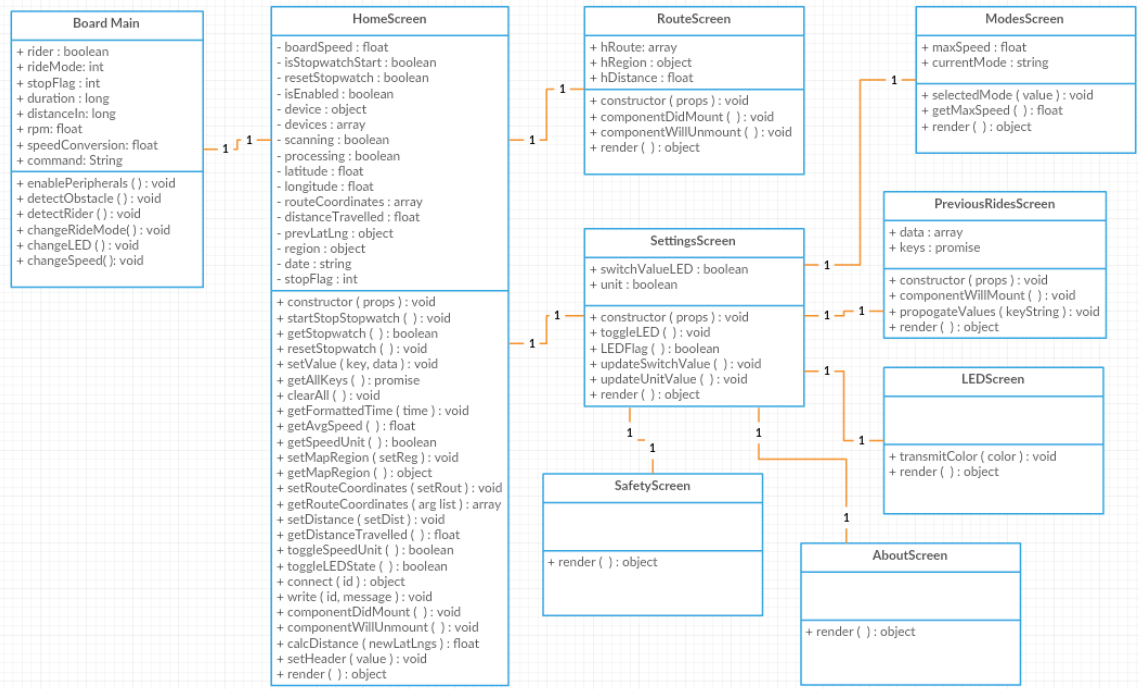 Board Main
+ rider : boolean
+ rideMode: int
+ stopFlag : int
+ duration : long
+ distanceIn: long
+ rpm: float
+ speedConversion: float
+ command: String
+ enablePeripherals ( ) : void
+ detectObstacle ( ) : void
+ detectRider ( ) : void
+ changeRideMode( ) : void
+ changeLED ( ) : void
+ changeSpeed( ): void
1
1
HomeScreen
- boardSpeed : float
- isStopwatchStart : boolean
- resetStopwatch : boolean
- isEnabled : boolean
- device : object
- devices : array
- scanning : boolean
- processing : boolean
- latitude : float
- longitude : float
- routeCoordinates : array
- distanceTravelled : float
- prevLatLng : object
- region : object
- date : string
- stopFlag : int
+ constructor ( props ) : void
+ startStopStopwatch ( ) : void
+ getStopwatch ( ) : boolean
+ resetStopwatch ( ) : void
+ setValue ( key, data ) : void
+ getAllKeys ( ) : promise
+ clearAll ( ) : void
+ getFormattedTime ( time ) : void
+ getAvgSpeed ( ) : float
+ getSpeedUnit ( ) : boolean
+ setMapRegion ( setReg ) : void
+ getMapRegion ( ) : object
+ setRouteCoordinates ( setRout ) : void
+ getRouteCoordinates ( arg list ) : array
+ setDistance ( setDist ) : void
+ getDistanceTravelled ( ) : float
+ toggleSpeedUnit ( ) : boolean
+ toggleLEDState ( ) : boolean
+ connect ( id ) : object
+ write ( id, message ) : void
+ componentDidMount ( ) : void
+ componentWillUnmount ( ) : void
+ calcDistance ( newLatLngs ) : float
+ setHeader ( value ) : void
+ render ( ) : object
1
1
1
1
RouteScreen
+ hRoute: array
+ hRegion : object
+ hDistance : float
+ constructor ( props ) : void
+ componentDidMount ( ) : void
+ componentWillUnmount ( ) : void
+ render ( ) : object
SettingsScreen
+ switchValueLED : boolean
+ unit : boolean
+ constructor ( props ) : void
+ toggleLED ( ) : void
+ LEDFlag ( ) : boolean
+ updateSwitchValue ( ) : void
+ updateUnitValue ( ) : void
+ render ( ) : object
1
1
1
1
1
1
1
1
1
1
ModesScreen
+ maxSpeed : float
+ currentMode : string
+ selectedMode ( value ) : void
+ getMaxSpeed ( ) : float
+ render ( ) : object
PreviousRidesScreen
+ data : array
+ keys : promise
+ constructor ( props ) : void
+ componentWillMount ( ) : void
+ propogateValues ( keyString ) : void
+ render ( ) : object
LEDScreen
+ transmitColor ( color ) : void
+ render ( ) : object
SafetyScreen
+ render ( ) : object
AboutScreen
+ render ( ) : object